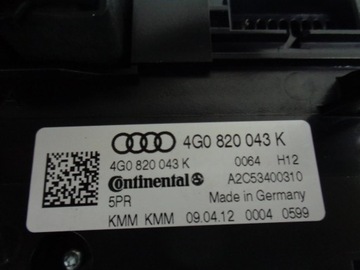 4G0 820 043 K
4G0 820 043 K 0064 H12
Continental A2C53400310
5PR Made in Germany
KMM KMM 09.04.12 0004 0599